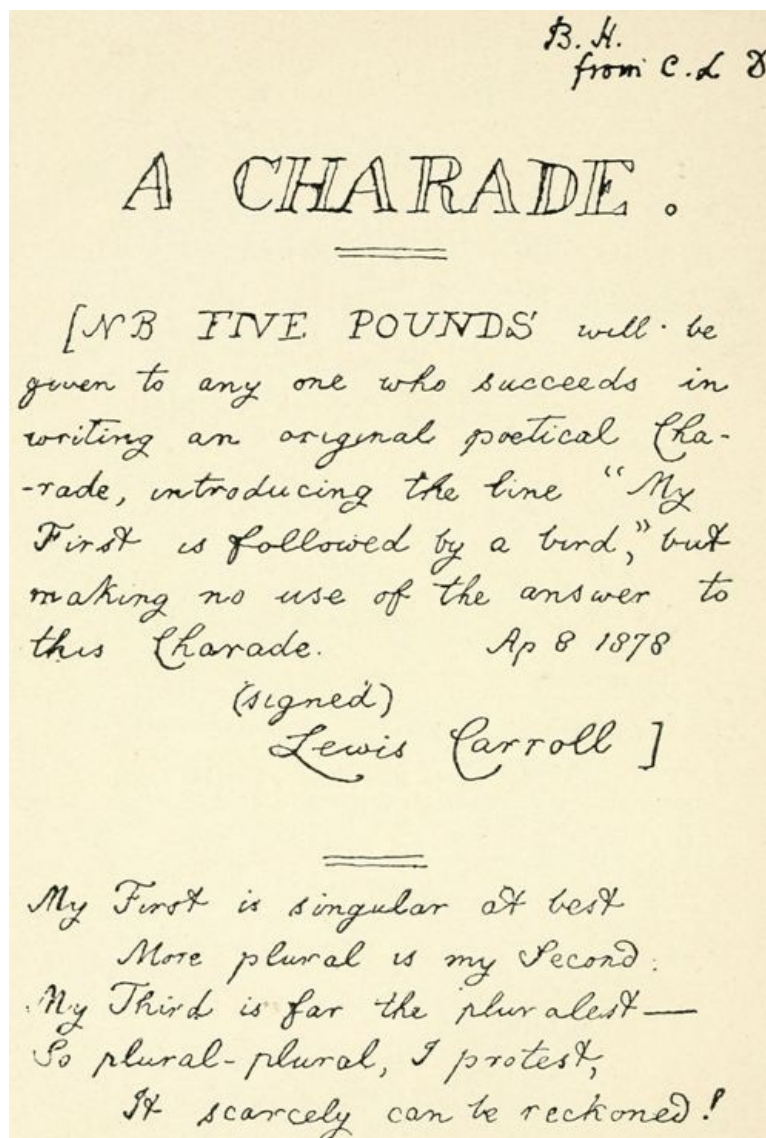 B. H.
from C. L D
A CHARADE.
[NB FIVE POUNDS will be
given to any one who succeeds in
writing an original poetical Cha-
-rade, introducing the line "My
First is followed by a bird," but
making no use of the answer to
this Charade. Ap 8 1878
(signed)
Lewis Carroll]
My First is singular at best
More plural is my Second:
My Third is far the pluralest—
So plural-plural, I protest,
It scarcely can be reckoned!